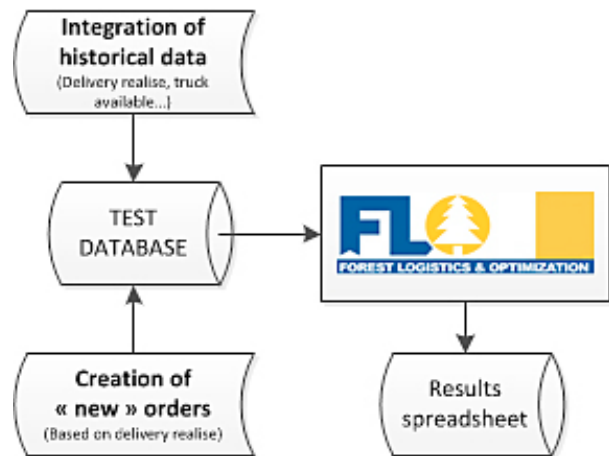 Integration of
historical data
(Delivery realise, truck
available...)
TEST
DATABASE
FLO
FOREST LOGISTICS & OPTIMIZATION
Creation of
« new » orders
(Based on delivery realise)
Results
spreadsheet